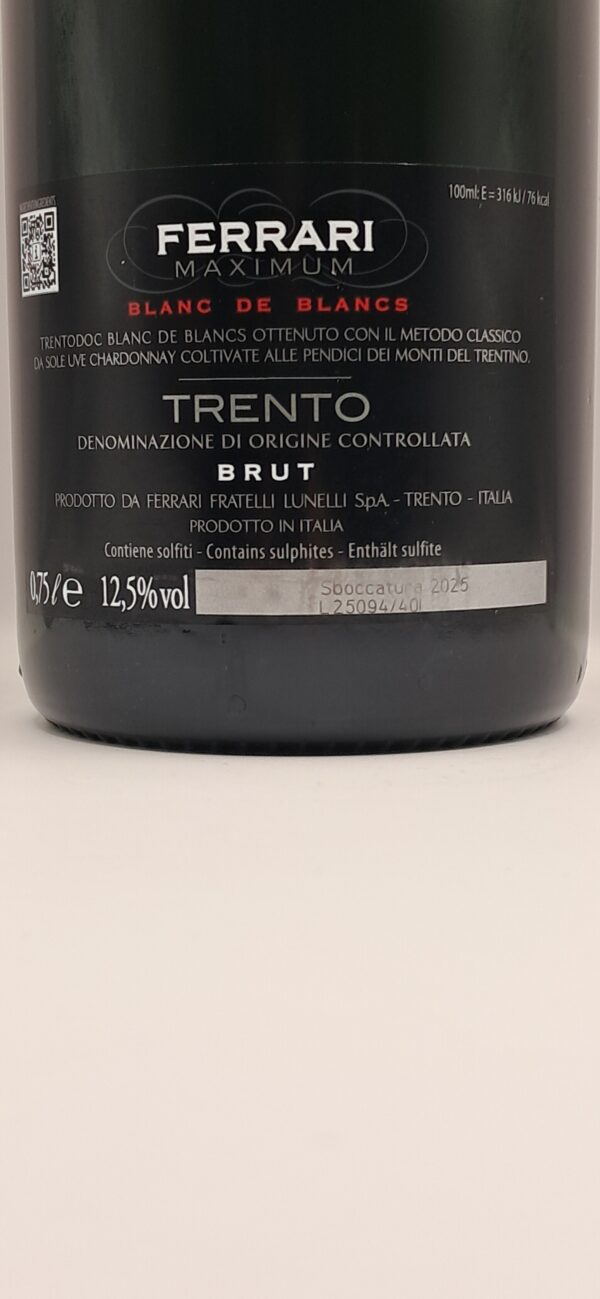 100ml: E = 316 kJ / 76 kcal
FERRARI
MAXIMUM
BLANC DE BLANCS
TRENTODOC BLANC DE BLANCS OTTENUTO CON IL METODO CLASSICO
DA SOLE UVE CHARDONNAY COLTIVATE ALLE PENDICI DEI MONTI DEL TRENTINO.
TRENTO
DENOMINAZIONE DI ORIGINE CONTROLLATA
BRUT
PRODOTTO DA FERRARI FRATELLI LUNELLI S.p.A. - TRENTO - ITALIA
PRODOTTO IN ITALIA
Contiene solfiti - Contains sulphites - Enthält sulfite
0,75 ℓ e 12,5% vol
Sboccatura 2025
L25094/40